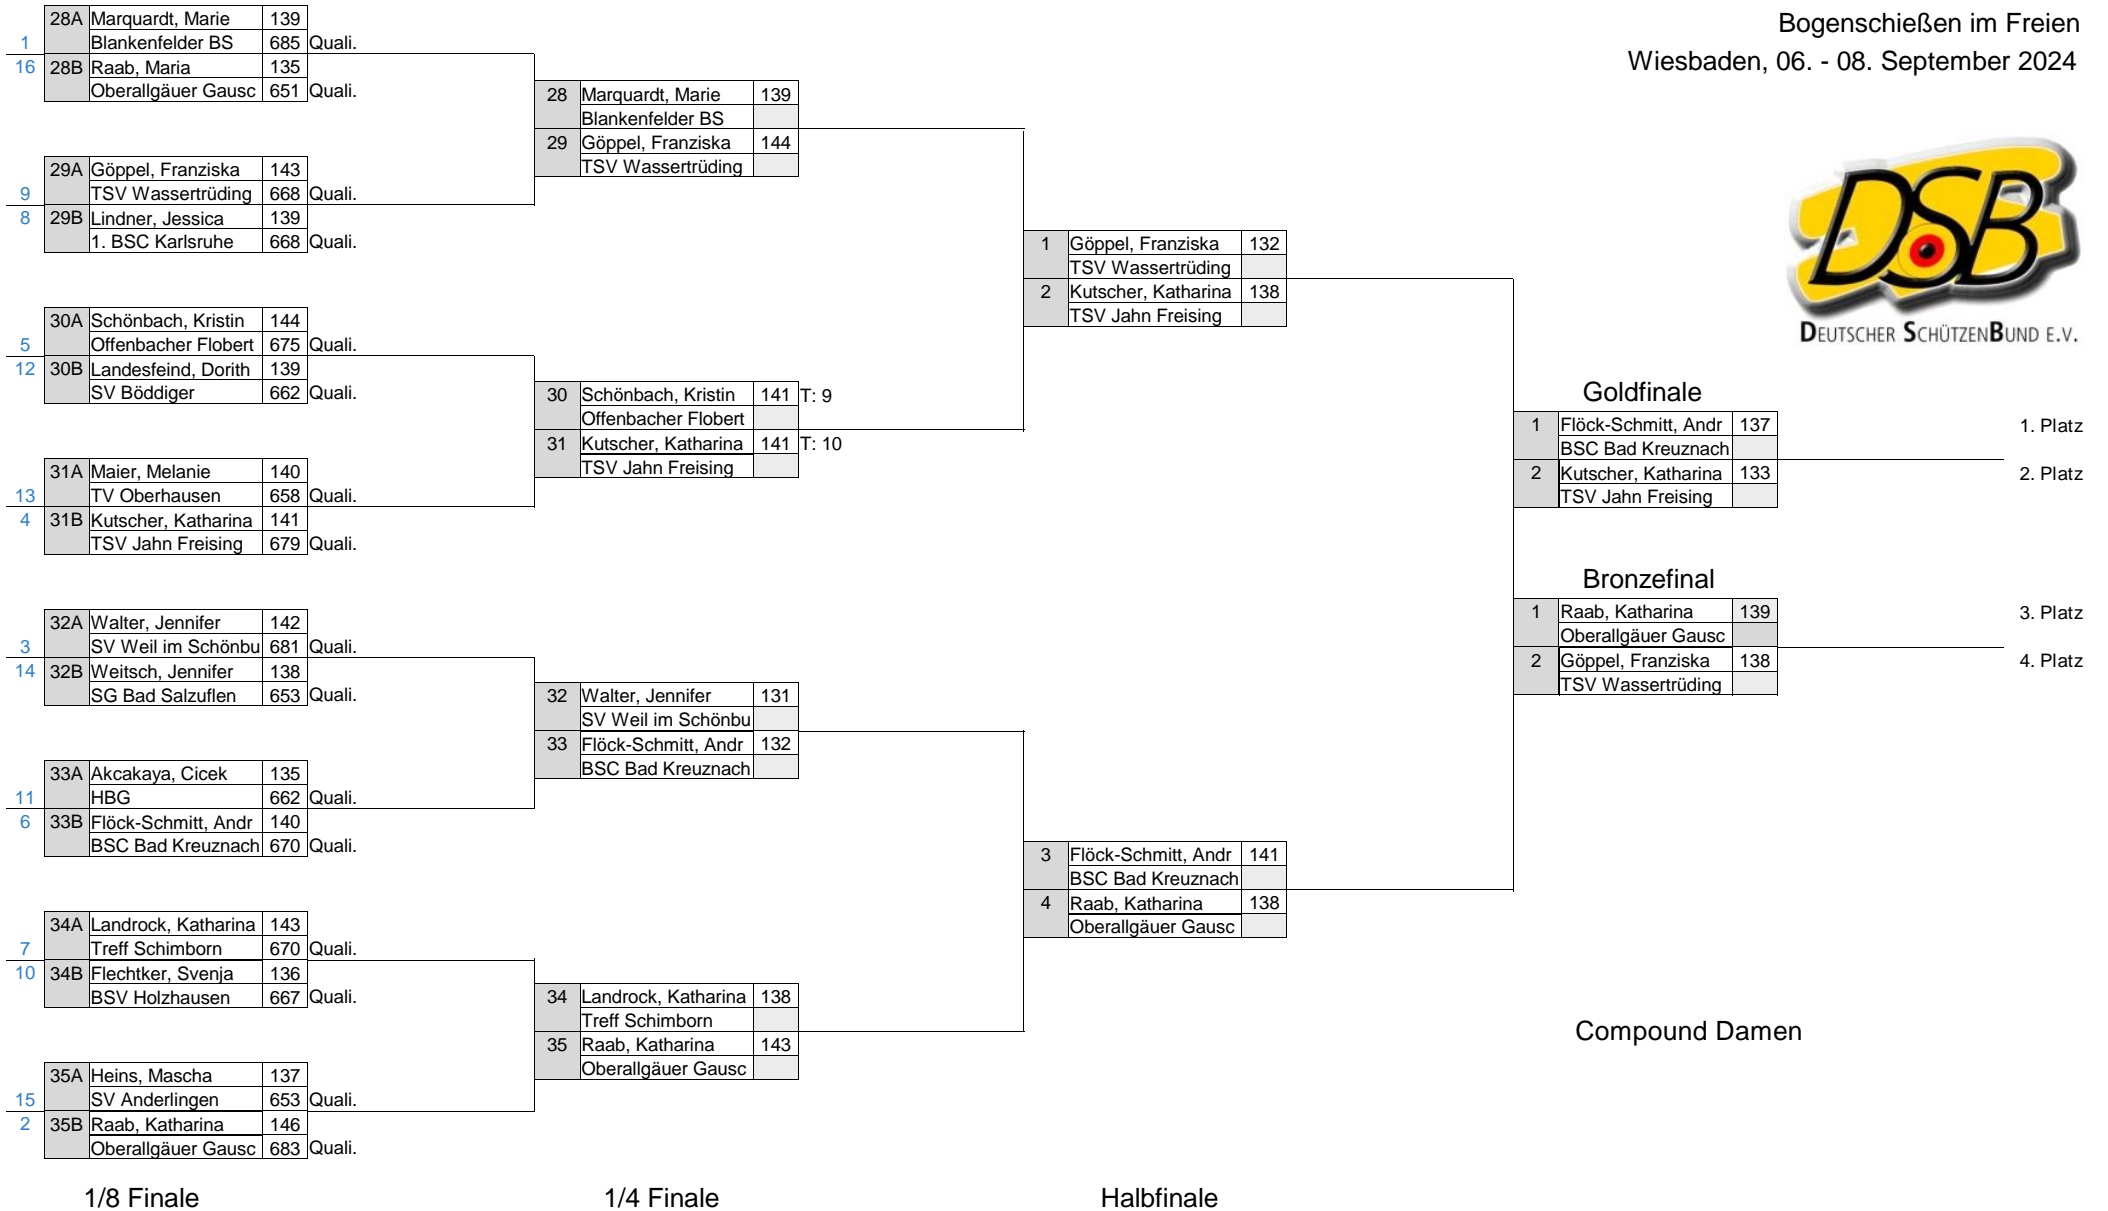 Bogenschießen im Freien
Wiesbaden, 06. - 08. September 2024
DSB
DEUTSCHER SCHÜTZENBUND E.V.
28A Marquardt, Marie 139
1 Blankenfelder BS 685 Quali.
16 28B Raab, Maria 135
Oberallgäuer Gausc 651 Quali.
29A Göppel, Franziska 143
9 TSV Wassertrüding 668 Quali.
8 29B Lindner, Jessica 139
1. BSC Karlsruhe 668 Quali.
30A Schönbach, Kristin 144
5 Offenbacher Flobert 675 Quali.
12 30B Landesfeind, Dorith 139
SV Böddiger 662 Quali.
31A Maier, Melanie 140
13 TV Oberhausen 658 Quali.
4 31B Kutscher, Katharina 141
TSV Jahn Freising 679 Quali.
32A Walter, Jennifer 142
3 SV Weil im Schönbu 681 Quali.
14 32B Weitsch, Jennifer 138
SG Bad Salzuflen 653 Quali.
33A Akcakaya, Cicek 135
11 HBG 662 Quali.
6 33B Flöck-Schmitt, Andr 140
BSC Bad Kreuznach 670 Quali.
34A Landrock, Katharina 143
7 Treff Schimborn 670 Quali.
10 34B Flechtker, Svenja 136
BSV Holzhausen 667 Quali.
35A Heins, Mascha 137
15 SV Anderlingen 653 Quali.
2 35B Raab, Katharina 146
Oberallgäuer Gausc 683 Quali.
1/8 Finale
28 Marquardt, Marie 139
Blankenfelder BS
29 Göppel, Franziska 144
TSV Wassertrüding
30 Schönbach, Kristin 141 T: 9
Offenbacher Flobert
31 Kutscher, Katharina 141 T: 10
TSV Jahn Freising
32 Walter, Jennifer 131
SV Weil im Schönbu
33 Flöck-Schmitt, Andr 132
BSC Bad Kreuznach
34 Landrock, Katharina 138
Treff Schimborn
35 Raab, Katharina 143
Oberallgäuer Gausc
1/4 Finale
1 Göppel, Franziska 132
TSV Wassertrüding
2 Kutscher, Katharina 138
TSV Jahn Freising
3 Flöck-Schmitt, Andr 141
BSC Bad Kreuznach
4 Raab, Katharina 138
Oberallgäuer Gausc
Halbfinale
Goldfinale
1 Flöck-Schmitt, Andr 137 1. Platz
BSC Bad Kreuznach
2 Kutscher, Katharina 133 2. Platz
TSV Jahn Freising
Bronzefinal
1 Raab, Katharina 139 3. Platz
Oberallgäuer Gausc
2 Göppel, Franziska 138 4. Platz
TSV Wassertrüding
Compound Damen